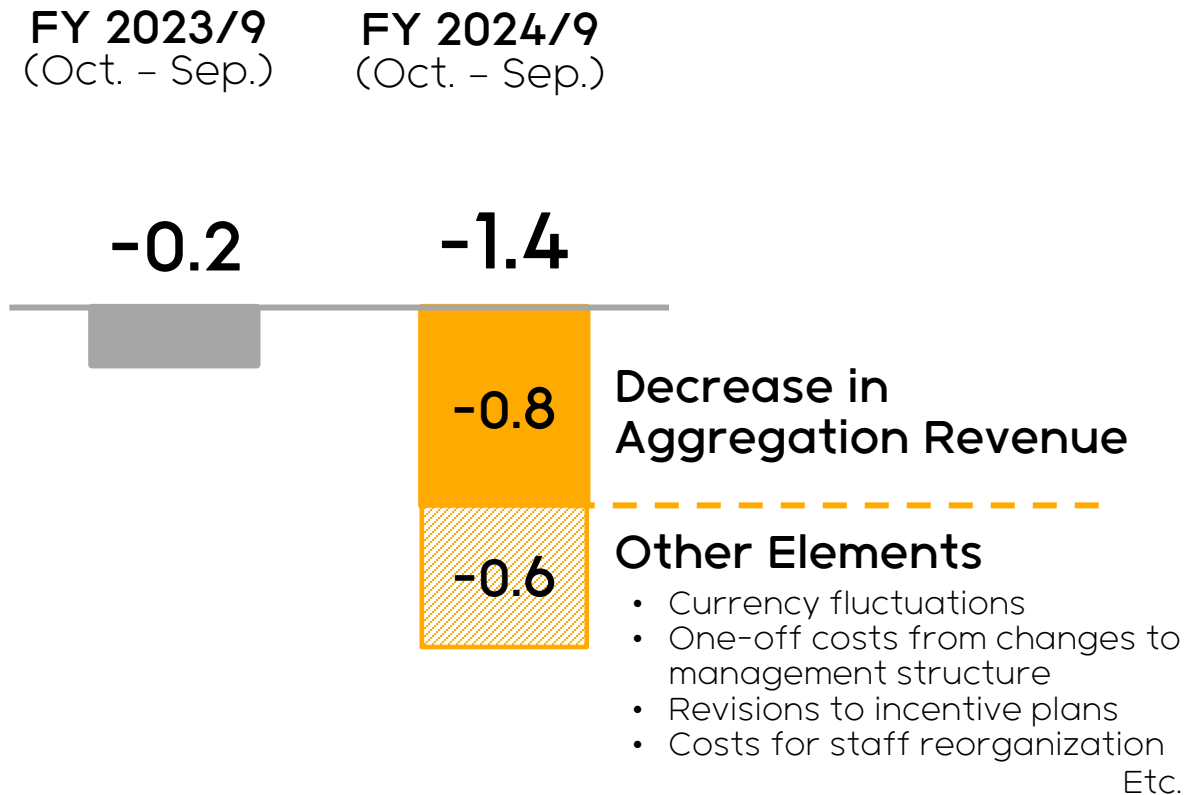 FY 2023/9
(Oct. – Sep.)
FY 2024/9
(Oct. – Sep.)
-0.2
-1.4
-0.8
Decrease in
Aggregation Revenue
-0.6
Other Elements
• Currency fluctuations
• One-off costs from changes to
management structure
• Revisions to incentive plans
• Costs for staff reorganization
Etc.